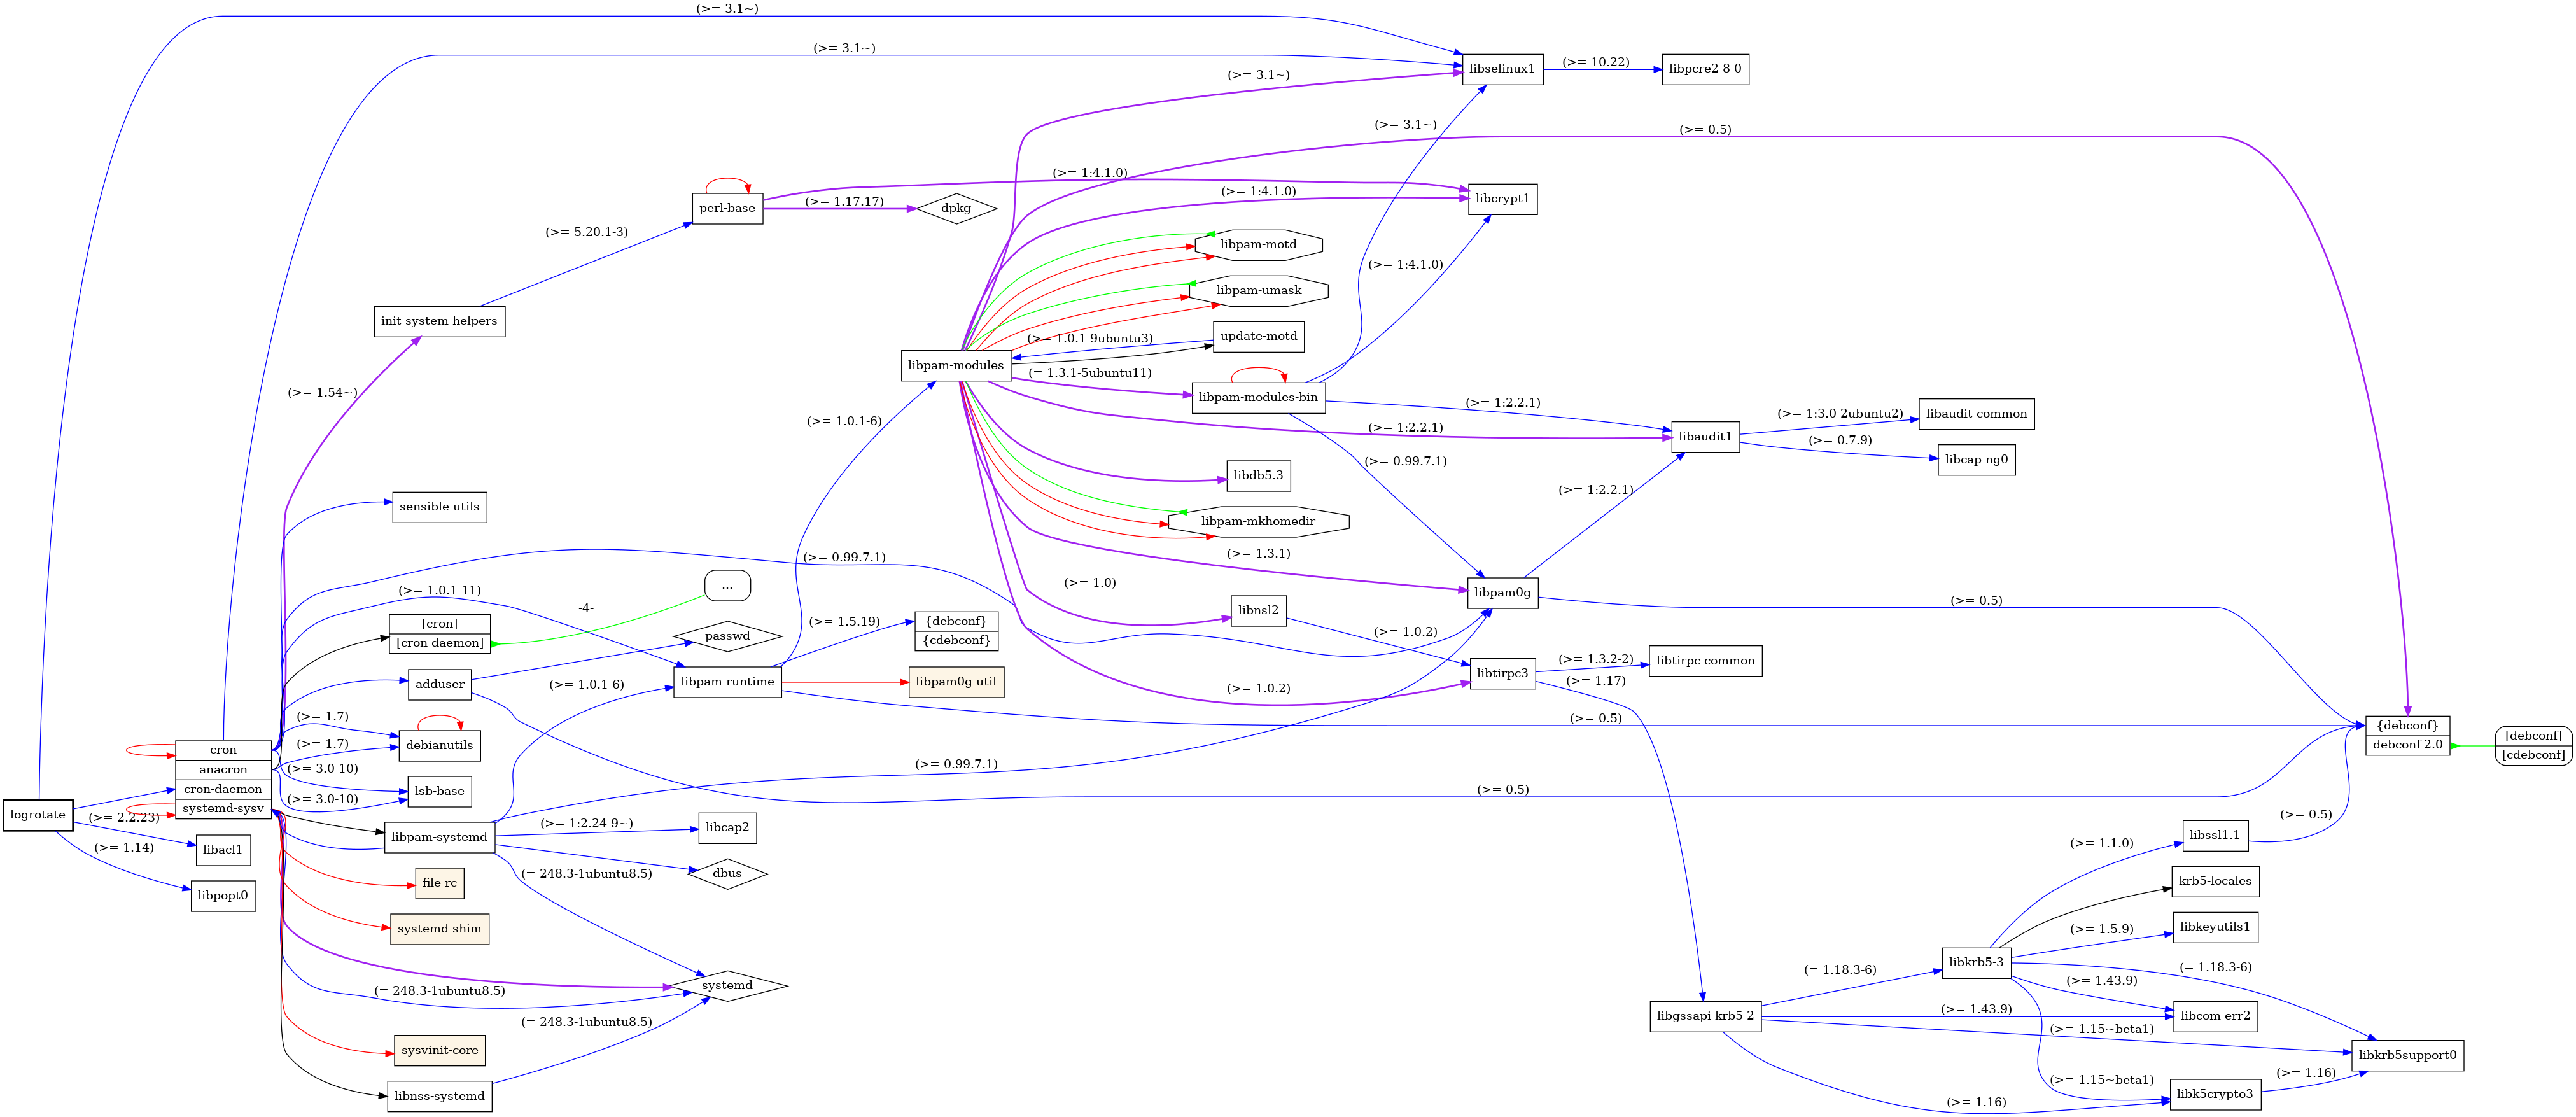 (>= 3.1~)
(>= 3.1~)
libselinux1
(>= 10.22)
libpcre2-8-0
(>= 3.1~)
(>= 3.1~)
(>= 0.5)
perl-base
(>= 1:4.1.0)
(>= 1.17.17)
dpkg
(>= 1:4.1.0)
libcrypt1
(>= 5.20.1-3)
libpam-motd
(>= 1:4.1.0)
libpam-umask
init-system-helpers
(>= 1.0.1-9ubuntu3)
update-motd
libpam-modules
(= 1.3.1-5ubuntu11)
libpam-modules-bin
(>= 1.54~)
(>= 1.0.1-6)
(>= 1:2.2.1)
(>= 1:2.2.1)
libaudit1
(>= 1:3.0-2ubuntu2)
libaudit-common
(>= 0.7.9)
libcap-ng0
(>= 0.99.7.1)
libdb5.3
(>= 1:2.2.1)
sensible-utils
libpam-mkhomedir
(>= 0.99.7.1)
(>= 1.3.1)
(>= 1.0)
libpam0g
(>= 0.5)
(>= 1.0.1-11)
...
-4-
[cron]
[cron-daemon]
passwd
(>= 1.5.19)
{debconf}
{cdebconf}
libnsl2
(>= 1.0.2)
adduser
(>= 1.0.1-6)
libpam-runtime
libpam0g-util
(>= 1.0.2)
libtirpc3
(>= 1.3.2-2)
libtirpc-common
(>= 1.17)
(>= 0.5)
{debconf}
debconf-2.0
[debconf]
[cdebconf]
(>= 1.7)
(>= 1.7)
debianutils
cron
anacron
cron-daemon
systemd-sysv
(>= 3.0-10)
(>= 3.0-10)
lsb-base
(>= 0.99.7.1)
(>= 0.5)
logrotate
(>= 2.2.23)
(>= 1.14)
libacl1
libpopt0
libpam-systemd
(>= 1:2.24-9~)
libcap2
(= 248.3-1ubuntu8.5)
dbus
(>= 0.5)
libssl1.1
(>= 1.1.0)
file-rc
krb5-locales
systemd-shim
(>= 1.5.9)
libkeyutils1
libkrb5-3
(= 1.18.3-6)
(= 1.18.3-6)
(>= 1.43.9)
systemd
(= 248.3-1ubuntu8.5)
libgssapi-krb5-2
(>= 1.43.9)
libcom-err2
(= 248.3-1ubuntu8.5)
(>= 1.15~beta1)
sysvinit-core
libkrb5support0
(>= 1.15~beta1)
(>= 1.16)
libnss-systemd
(>= 1.16)
libk5crypto3